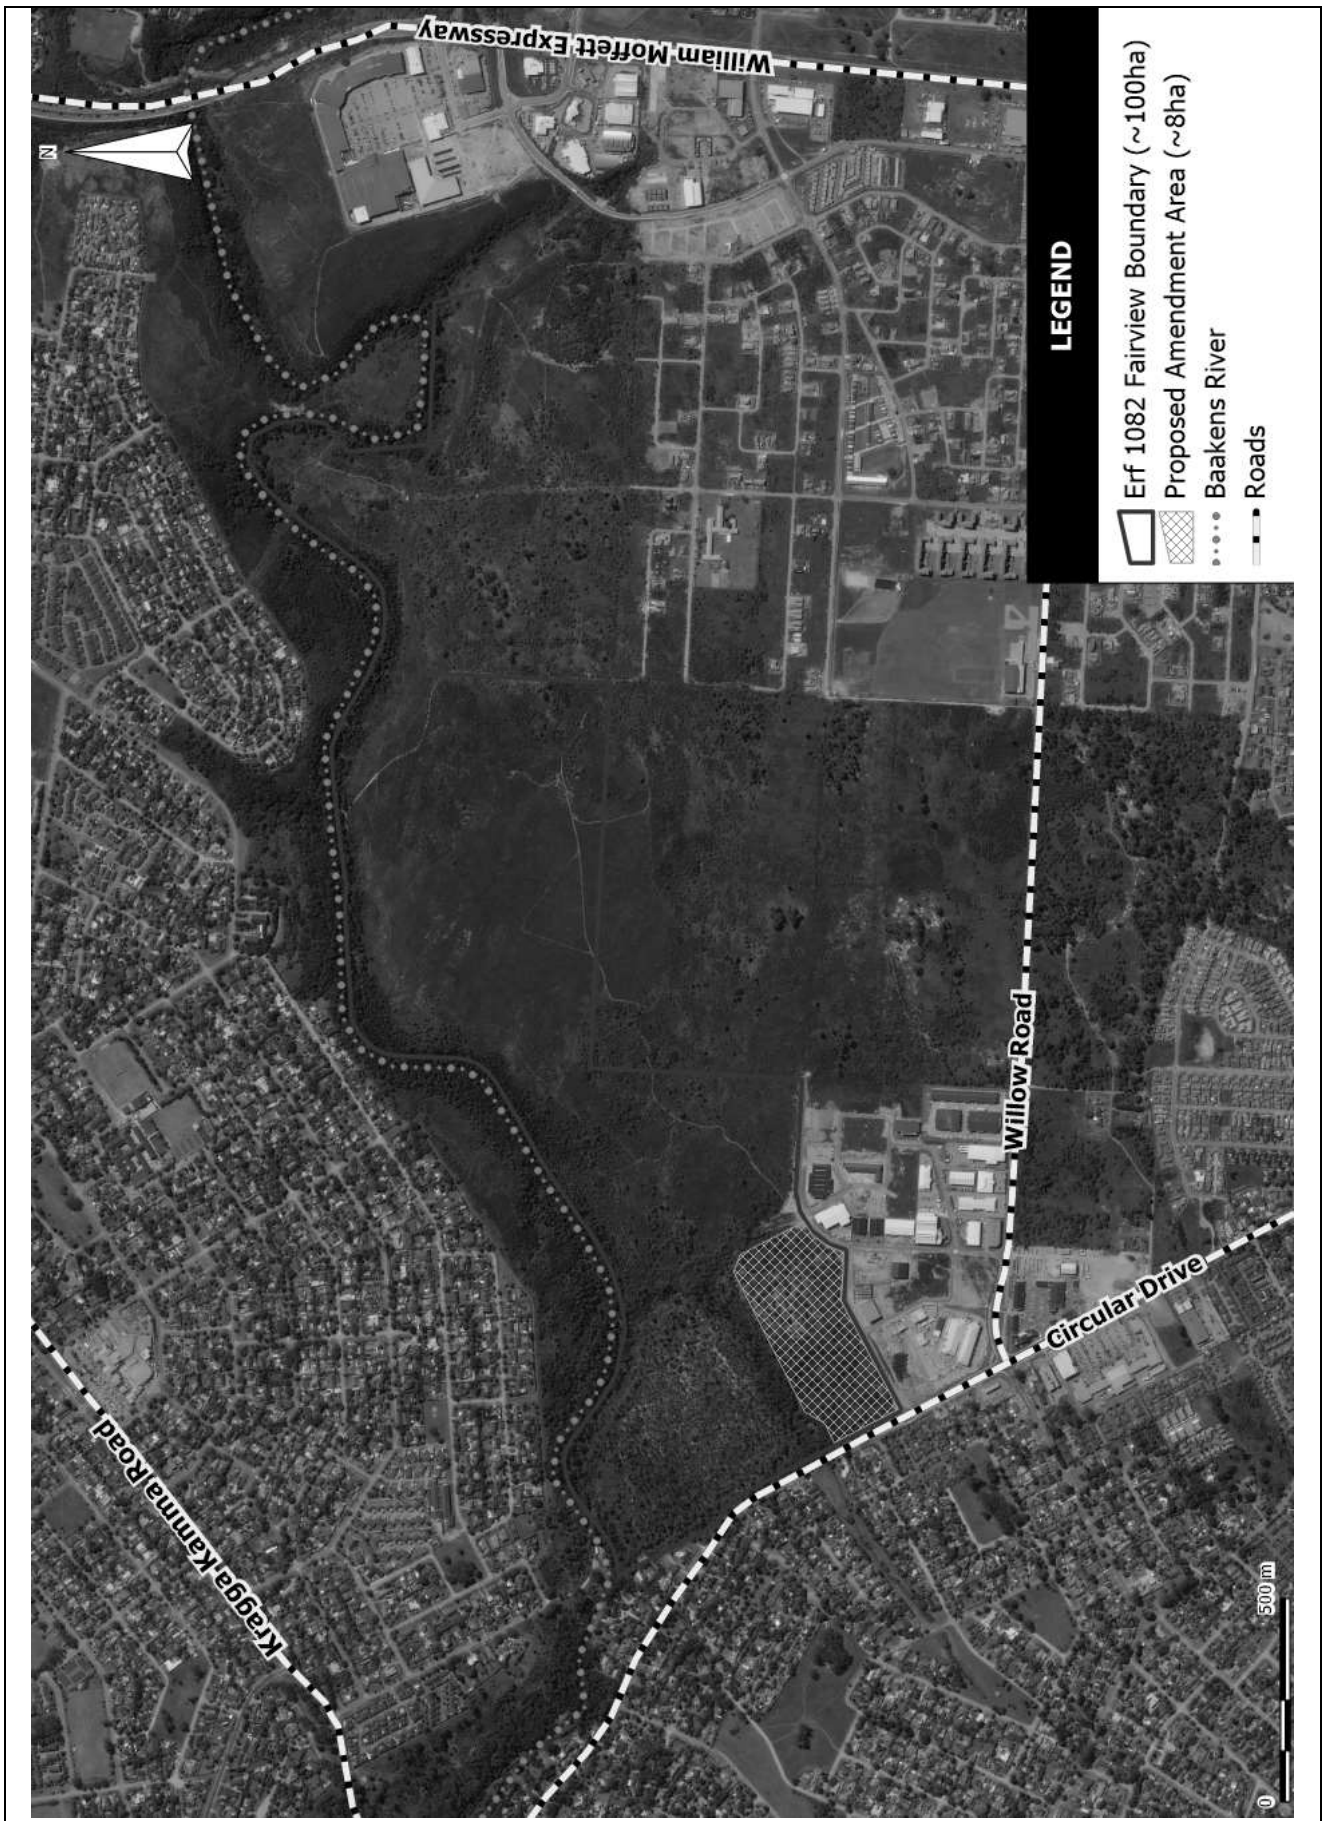 N
William Moffett Expressway
Kragga Kamma Road
Willow Road
Circular Drive
LEGEND
Erf 1082 Fairview Boundary (~100ha)
Proposed Amendment Area (~8ha)
Baakens River
Roads
0
500 m